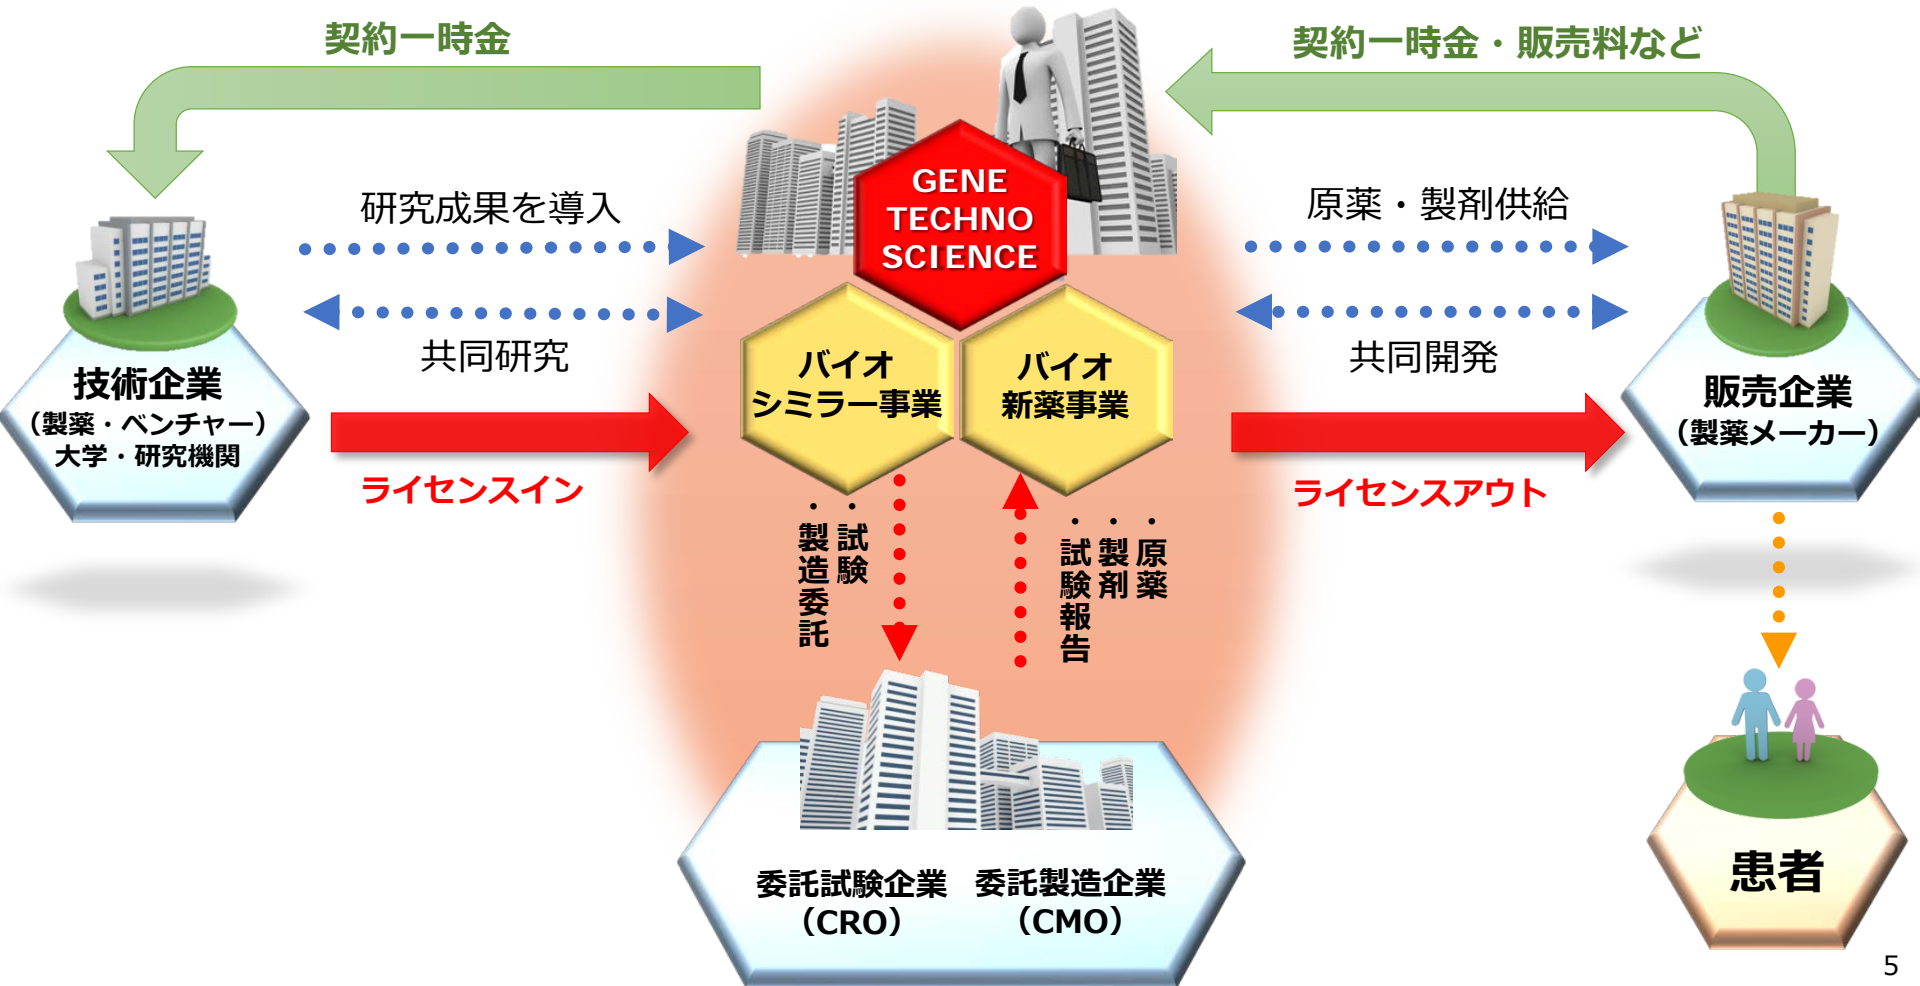 契約一時金
契約一時金・販売料など
GENE
TECHNO
SCIENCE
研究成果を導入
共同研究
原薬・製剤供給
共同開発
技術企業
（製薬・ベンチャー）
大学・研究機関
バイオ
シミラー事業
バイオ
新薬事業
販売企業
（製薬メーカー）
ライセンスイン
ライセンスアウト
・試験
・製造委託
・原薬
・製剤
・試験報告
委託試験企業
（CRO）
委託製造企業
（CMO）
患者
5